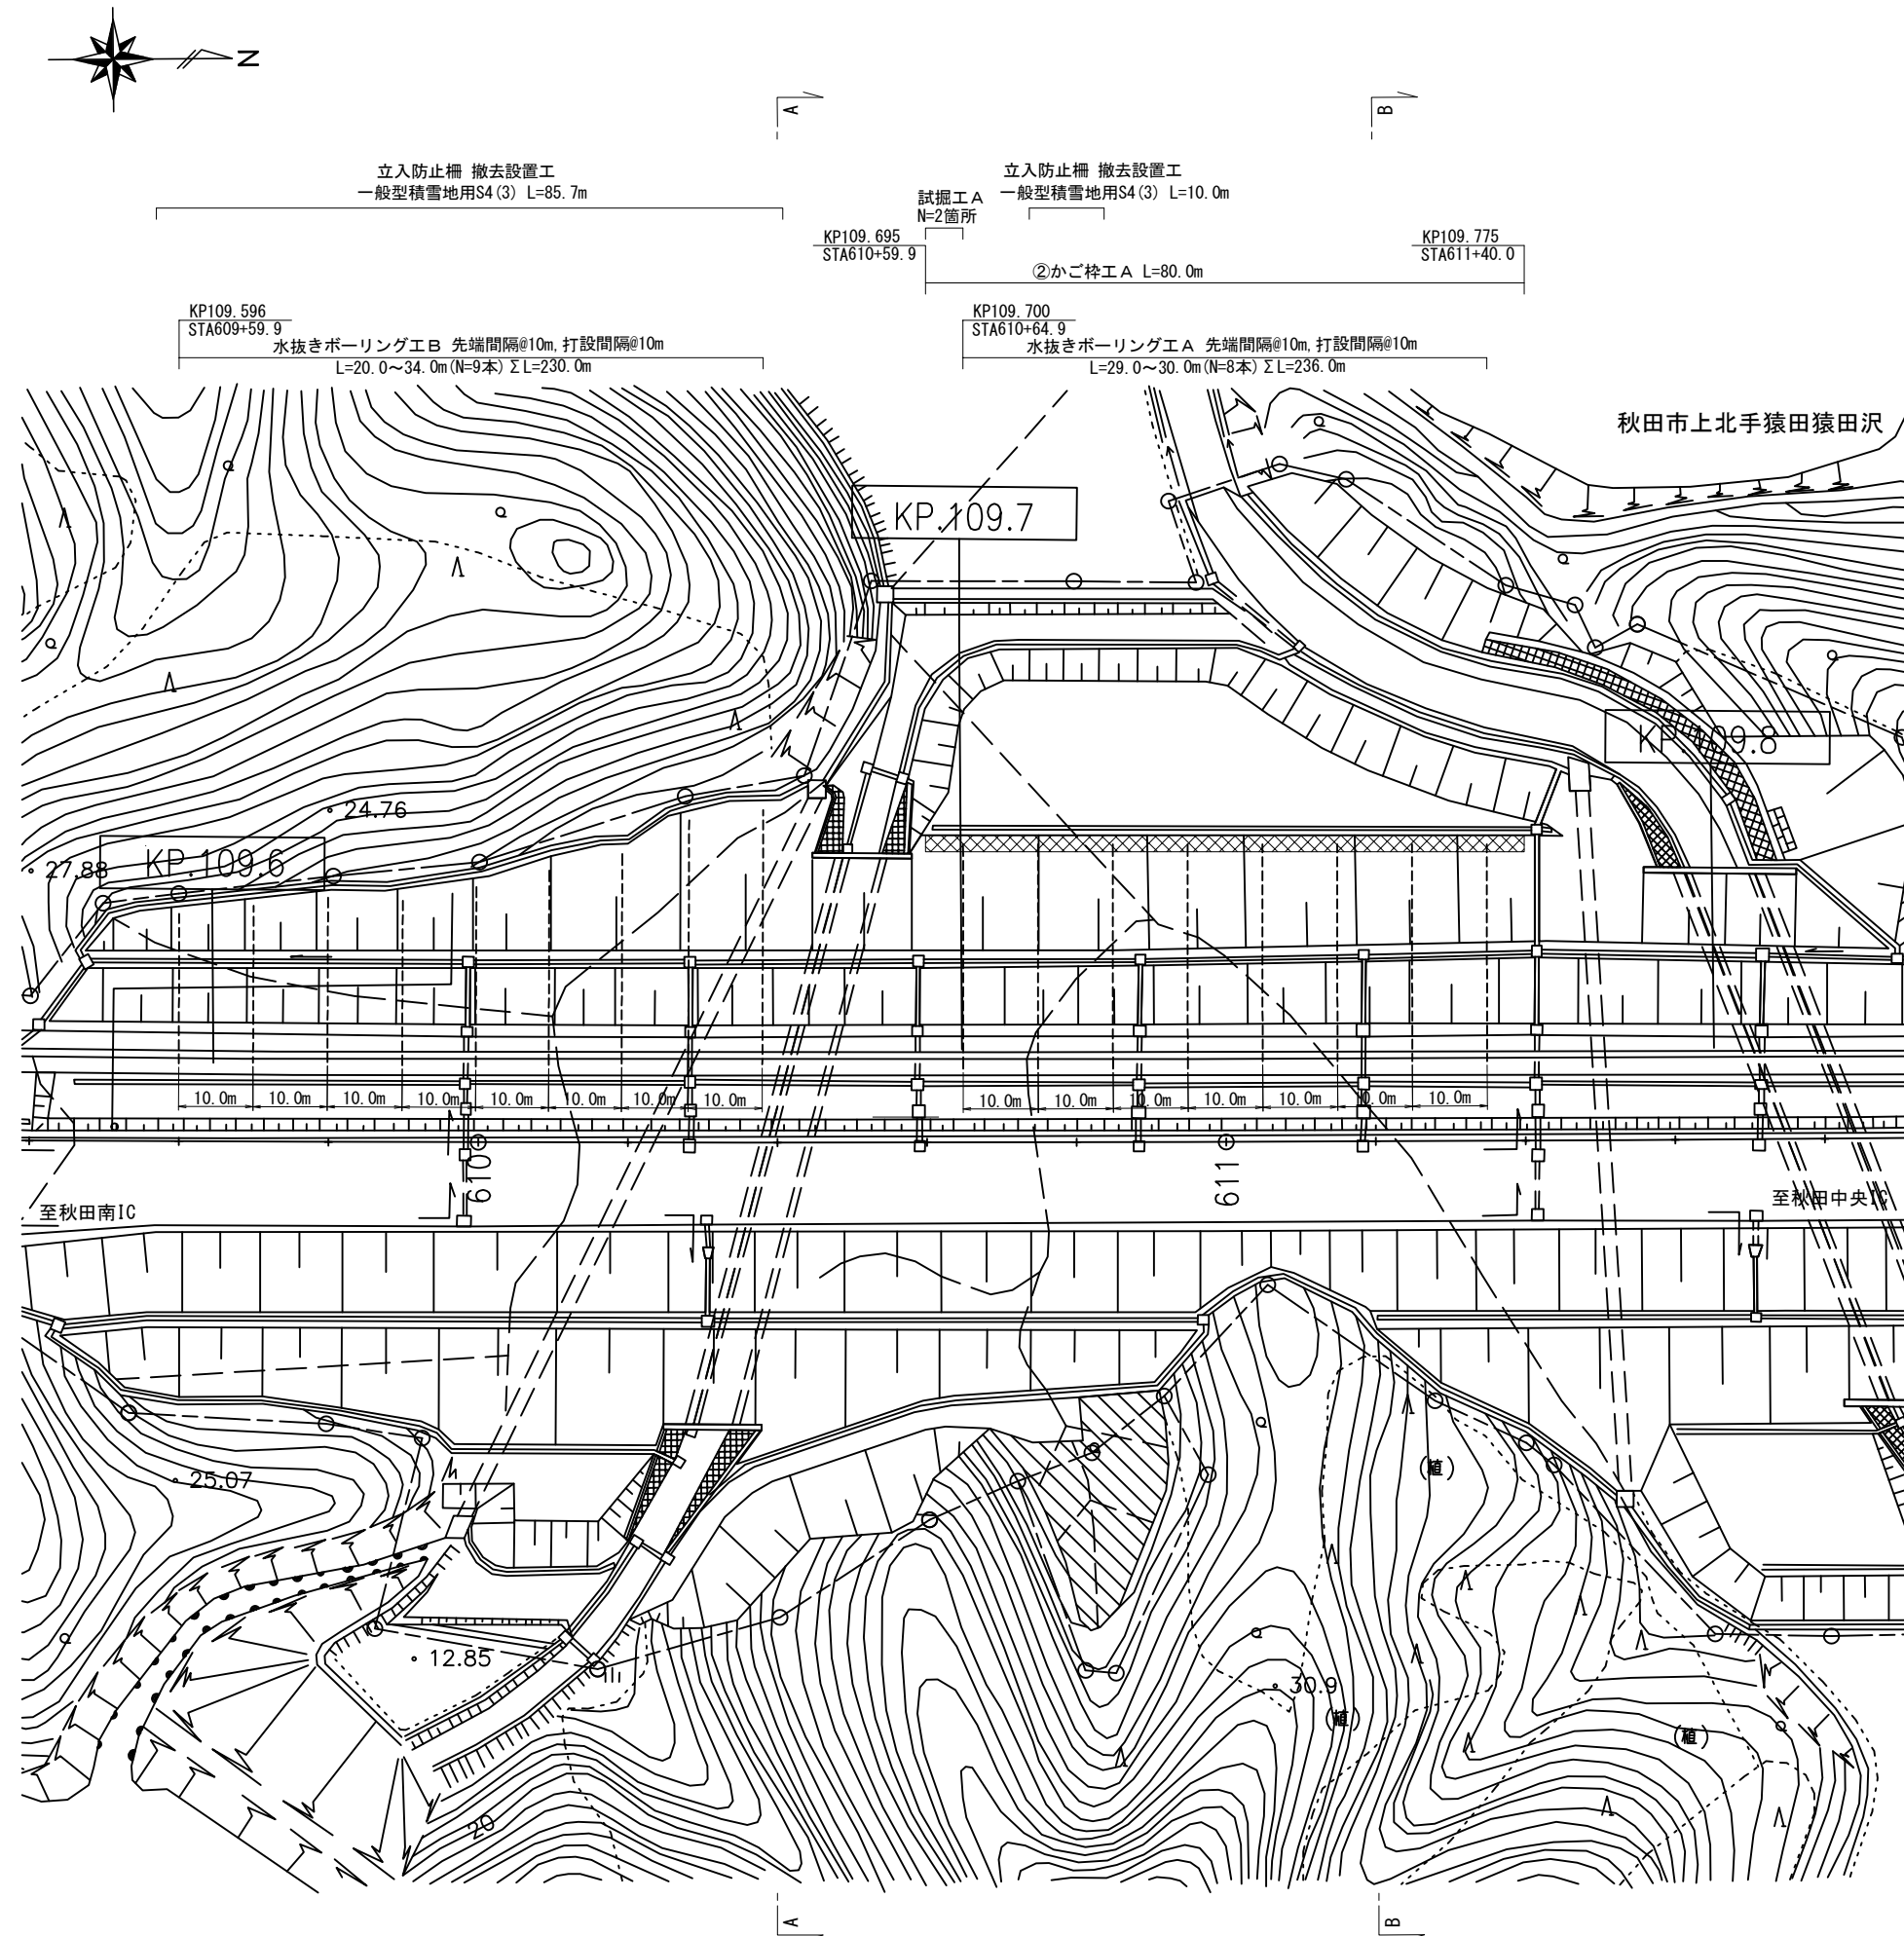 N
A
B
立入防止柵 撤去設置工
一般型積雪地用S4(3) L=85.7m
立入防止柵 撤去設置工
一般型積雪地用S4(3) L=10.0m
試掘工A
N=2箇所
KP109.695
STA610+59.9
KP109.775
STA611+40.0
②かご枠工A L=80.0m
KP109.596
STA609+59.9
水抜きボーリング工B 先端間隔@10m,打設間隔@10m
L=20.0～34.0m(N=9本)ΣL=230.0m
KP109.700
STA610+64.9
水抜きボーリング工A 先端間隔@10m,打設間隔@10m
L=29.0～30.0m(N=8本)ΣL=236.0m
秋田市上北手猿田猿田沢
KP.109.7
KP.109.8
24.76
27.88
KP.109.6
10.0m 10.0m 10.0m 10.0m 10.0m 10.0m 10.0m 10.0m
10.0m 10.0m 10.0m 10.0m 10.0m 10.0m 10.0m
610
611
至秋田南IC
至秋田中央IC
(植)
25.07
12.85
30.9
(植)
(植)
20
A
B